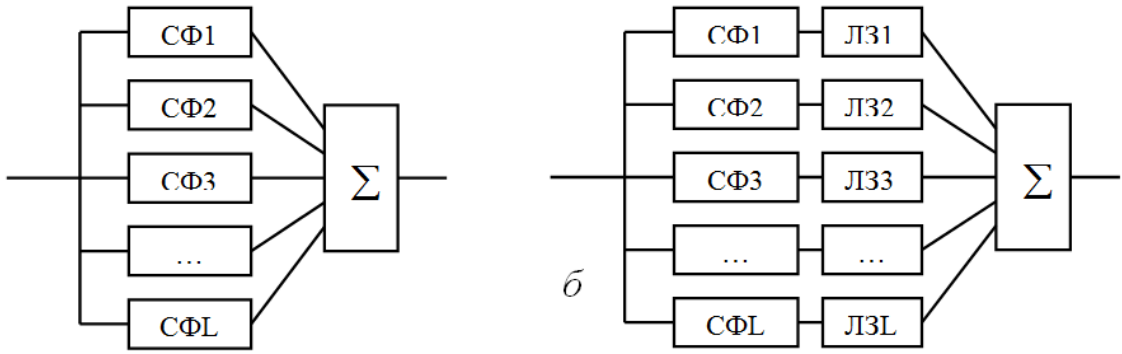 СФ1
СФ2
СФ3
...
СФL
Σ
СФ1 ЛЗ1
СФ2 ЛЗ2
СФ3 ЛЗ3
... ...
СФL ЛЗL
Σ
б